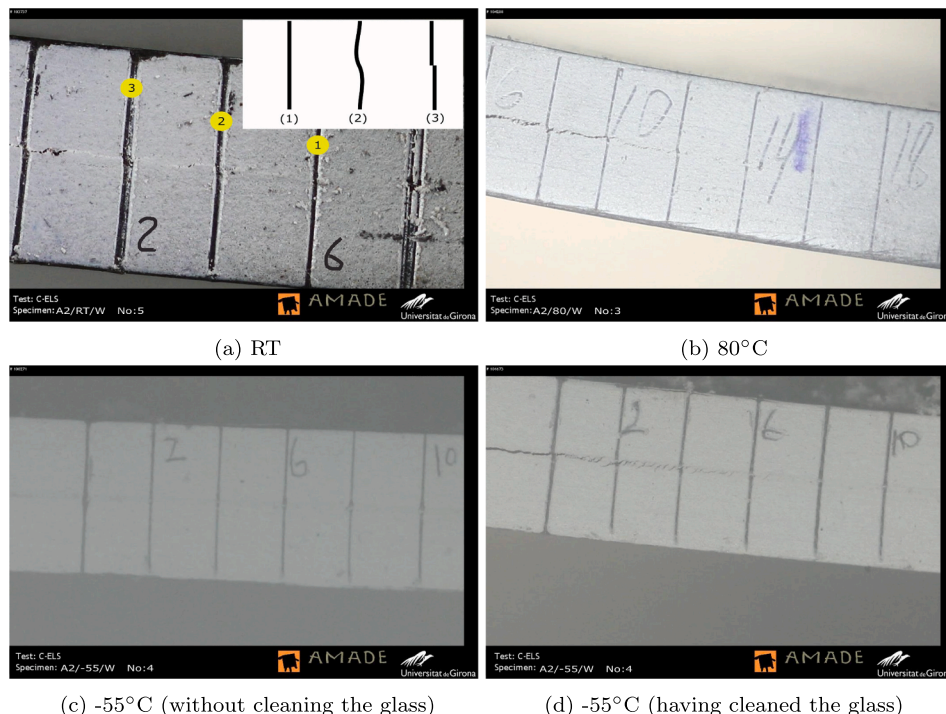 3
2
1
(1) (2) (3)
2
6
Test: C-ELS
Specimen: A2/RT/W No:5
AMADE
Universitat de Girona
(a) RT
6
10
14
18
Test: C-ELS
Specimen: A2/80/W No:3
AMADE
Universitat de Girona
(b) 80°C
2
6
10
Test: C-ELS
Specimen: A2/-55/W No:4
AMADE
Universitat de Girona
(c) -55°C (without cleaning the glass)
2
6
10
Test: C-ELS
Specimen: A2/-55/W No:4
AMADE
Universitat de Girona
(d) -55°C (having cleaned the glass)